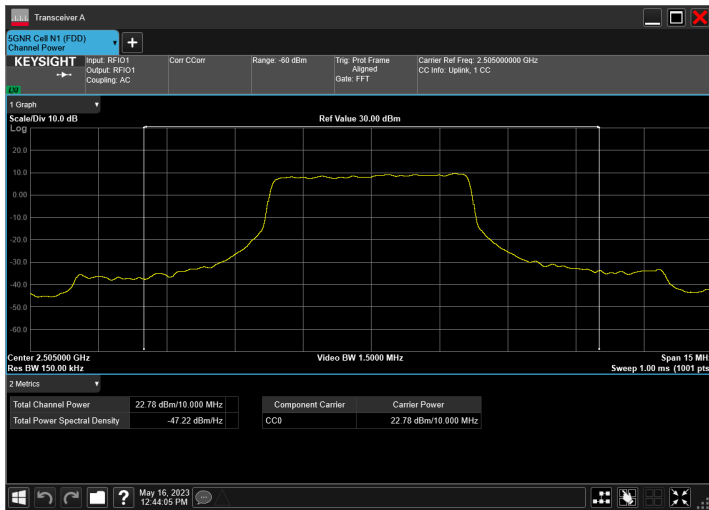 Transceiver A
5GNR Cell N1 (FDD)
Channel Power
KEYSIGHT
LXI
Input: RFIO1
Output: RFIO1
Coupling: AC
Corr CCorr
Range: -60 dBm
Trig: Prot Frame
Aligned
Gate: FFT
Carrier Ref Freq: 2.505000000 GHz
CC Info: Uplink, 1 CC
1 Graph
Scale/Div 10.0 dB
Ref Value 30.00 dBm
Log
20.0
10.0
0.00
-10.0
-20.0
-30.0
-40.0
-50.0
-60.0
Center 2.505000 GHz
Video BW 1.5000 MHz
Span 15 MHz
Res BW 150.00 kHz
Sweep 1.00 ms (1001 pts
2 Metrics
Total Channel Power 22.78 dBm/10.000 MHz
Total Power Spectral Density -47.22 dBm/Hz
Component Carrier Carrier Power
CC0 22.78 dBm/10.000 MHz
?
May 16, 2023
12:44:05 PM